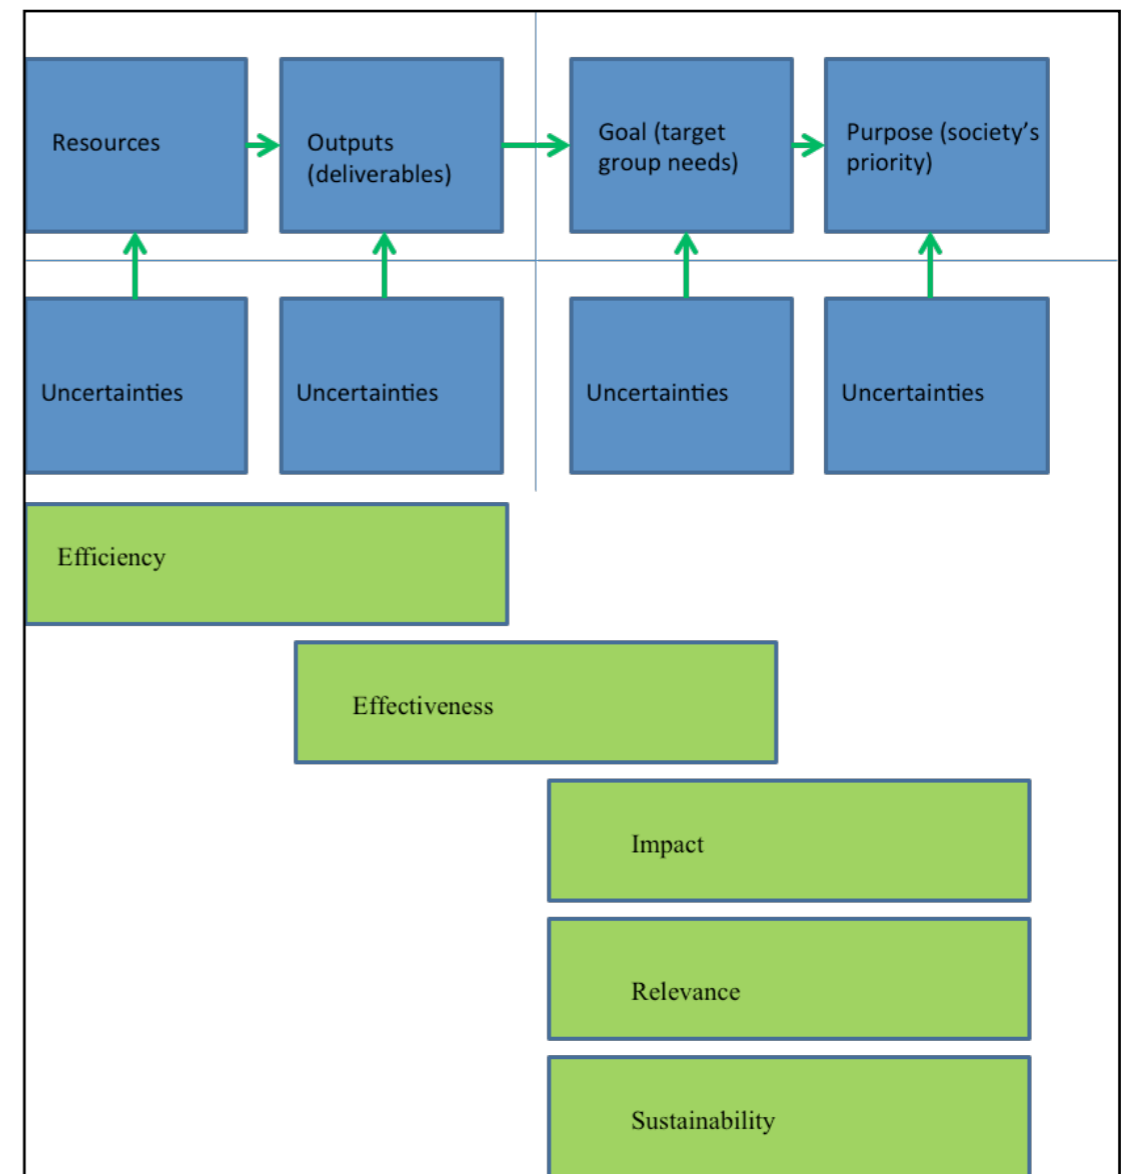 Resources
Outputs
(deliverables)
Goal (target
group needs)
Purpose (society’s
priority)
Uncertainties
Uncertainties
Uncertainties
Uncertainties
Efficiency
Effectiveness
Impact
Relevance
Sustainability